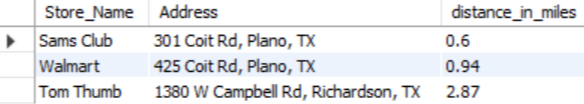 Store_Name Address distance_in_miles
Sams Club 301 Coit Rd, Plano, TX 0.6
Walmart 425 Coit Rd, Plano, TX 0.94
Tom Thumb 1380 W Campbell Rd, Richardson, TX 2.87